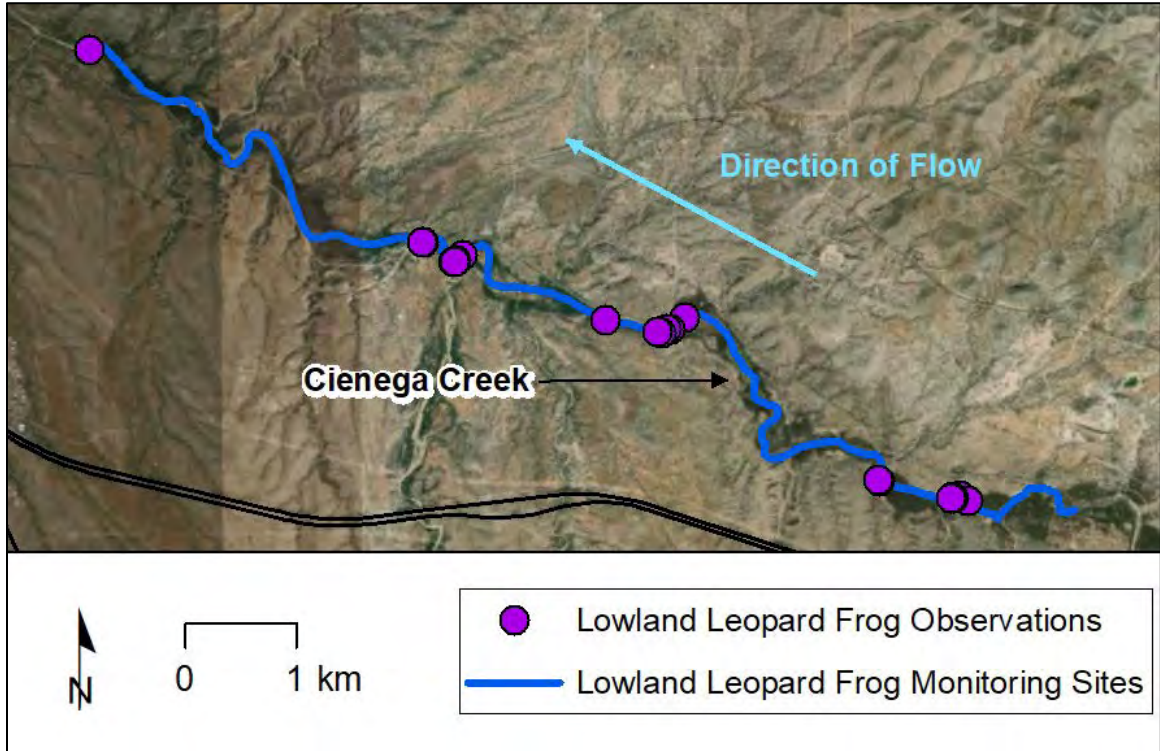 Direction of Flow
Cienega Creek
N
0 1 km
Lowland Leopard Frog Observations
Lowland Leopard Frog Monitoring Sites